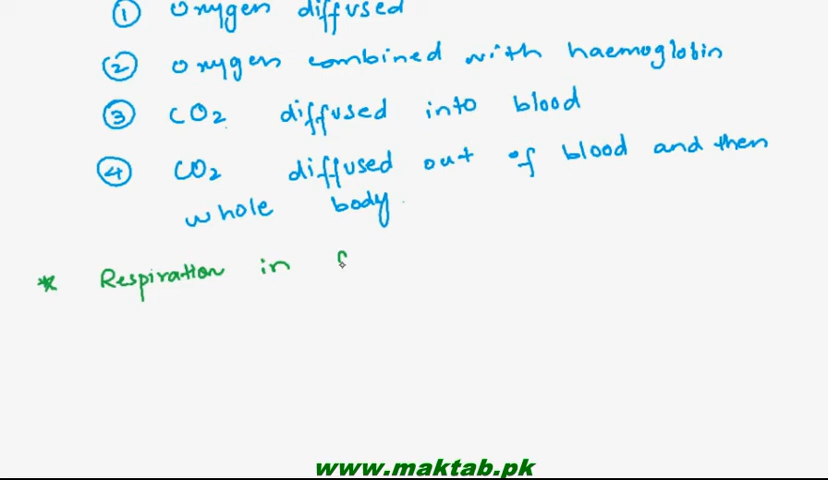 ① Oxygen diffused
② Oxygen combined with haemoglobin
③ CO2 diffused into blood
④ CO2 diffused out of blood and then
whole body.
* Respiration in
www.maktab.pk